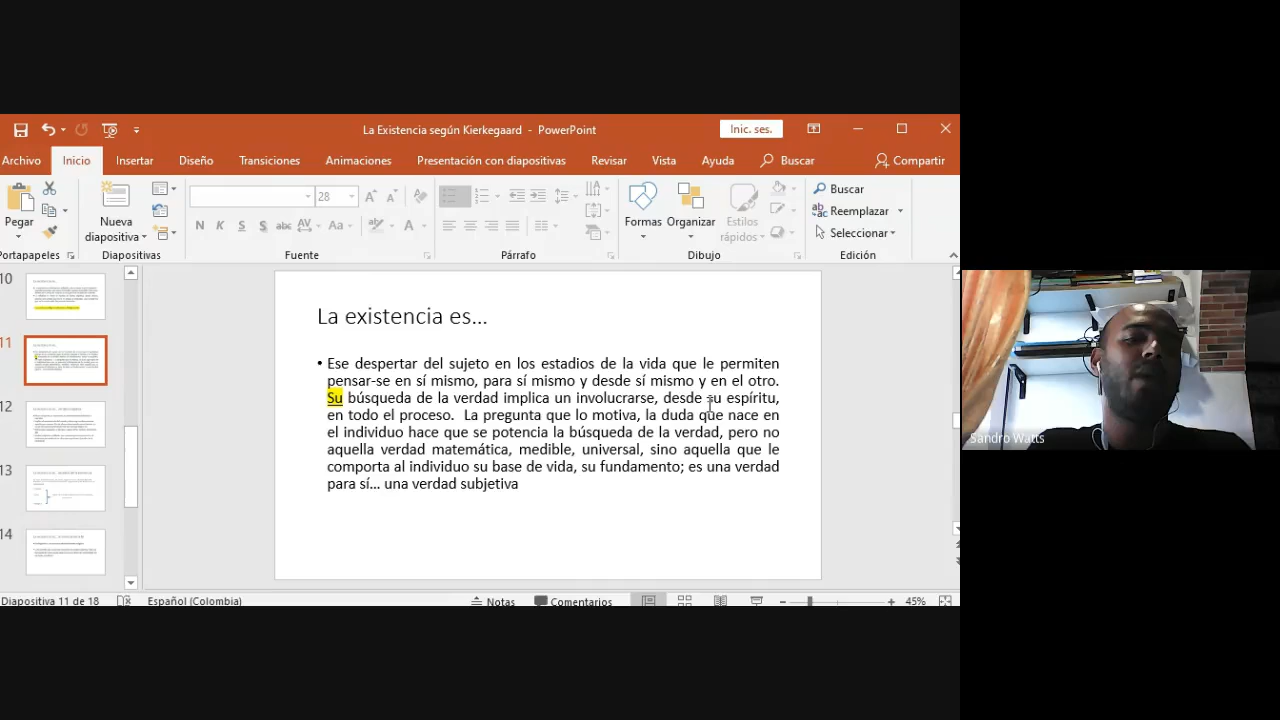 La Existencia según Kierkegaard - PowerPoint
Inic. ses.
Archivo Inicio Insertar Diseño Transiciones Animaciones Presentación con diapositivas Revisar Vista Ayuda Buscar Compartir
28
Pegar
Nueva
diapositiva
N K S S abc AV Aa A
Formas
Organizar
Estilos
rápidos
Buscar
Reemplazar
Seleccionar
Portapapeles Diapositivas Fuente Párrafo Dibujo Edición
10
11
12
13
14
La existencia es...
• Ese despertar del sujeto en los estadios de la vida que le permiten
pensar-se en sí mismo, para sí mismo y desde sí mismo y en el otro.
Su búsqueda de la verdad implica un involucrarse, desde su espíritu,
en todo el proceso. La pregunta que lo motiva, la duda que nace en
el individuo hace que se potencia la búsqueda de la verdad, pero no
aquella verdad matemática, medible, universal, sino aquella que le
comporta al individuo su base de vida, su fundamento; es una verdad
para sí... una verdad subjetiva
Sandro Watts
Diapositiva 11 de 18 Español (Colombia) Notas Comentarios 45%